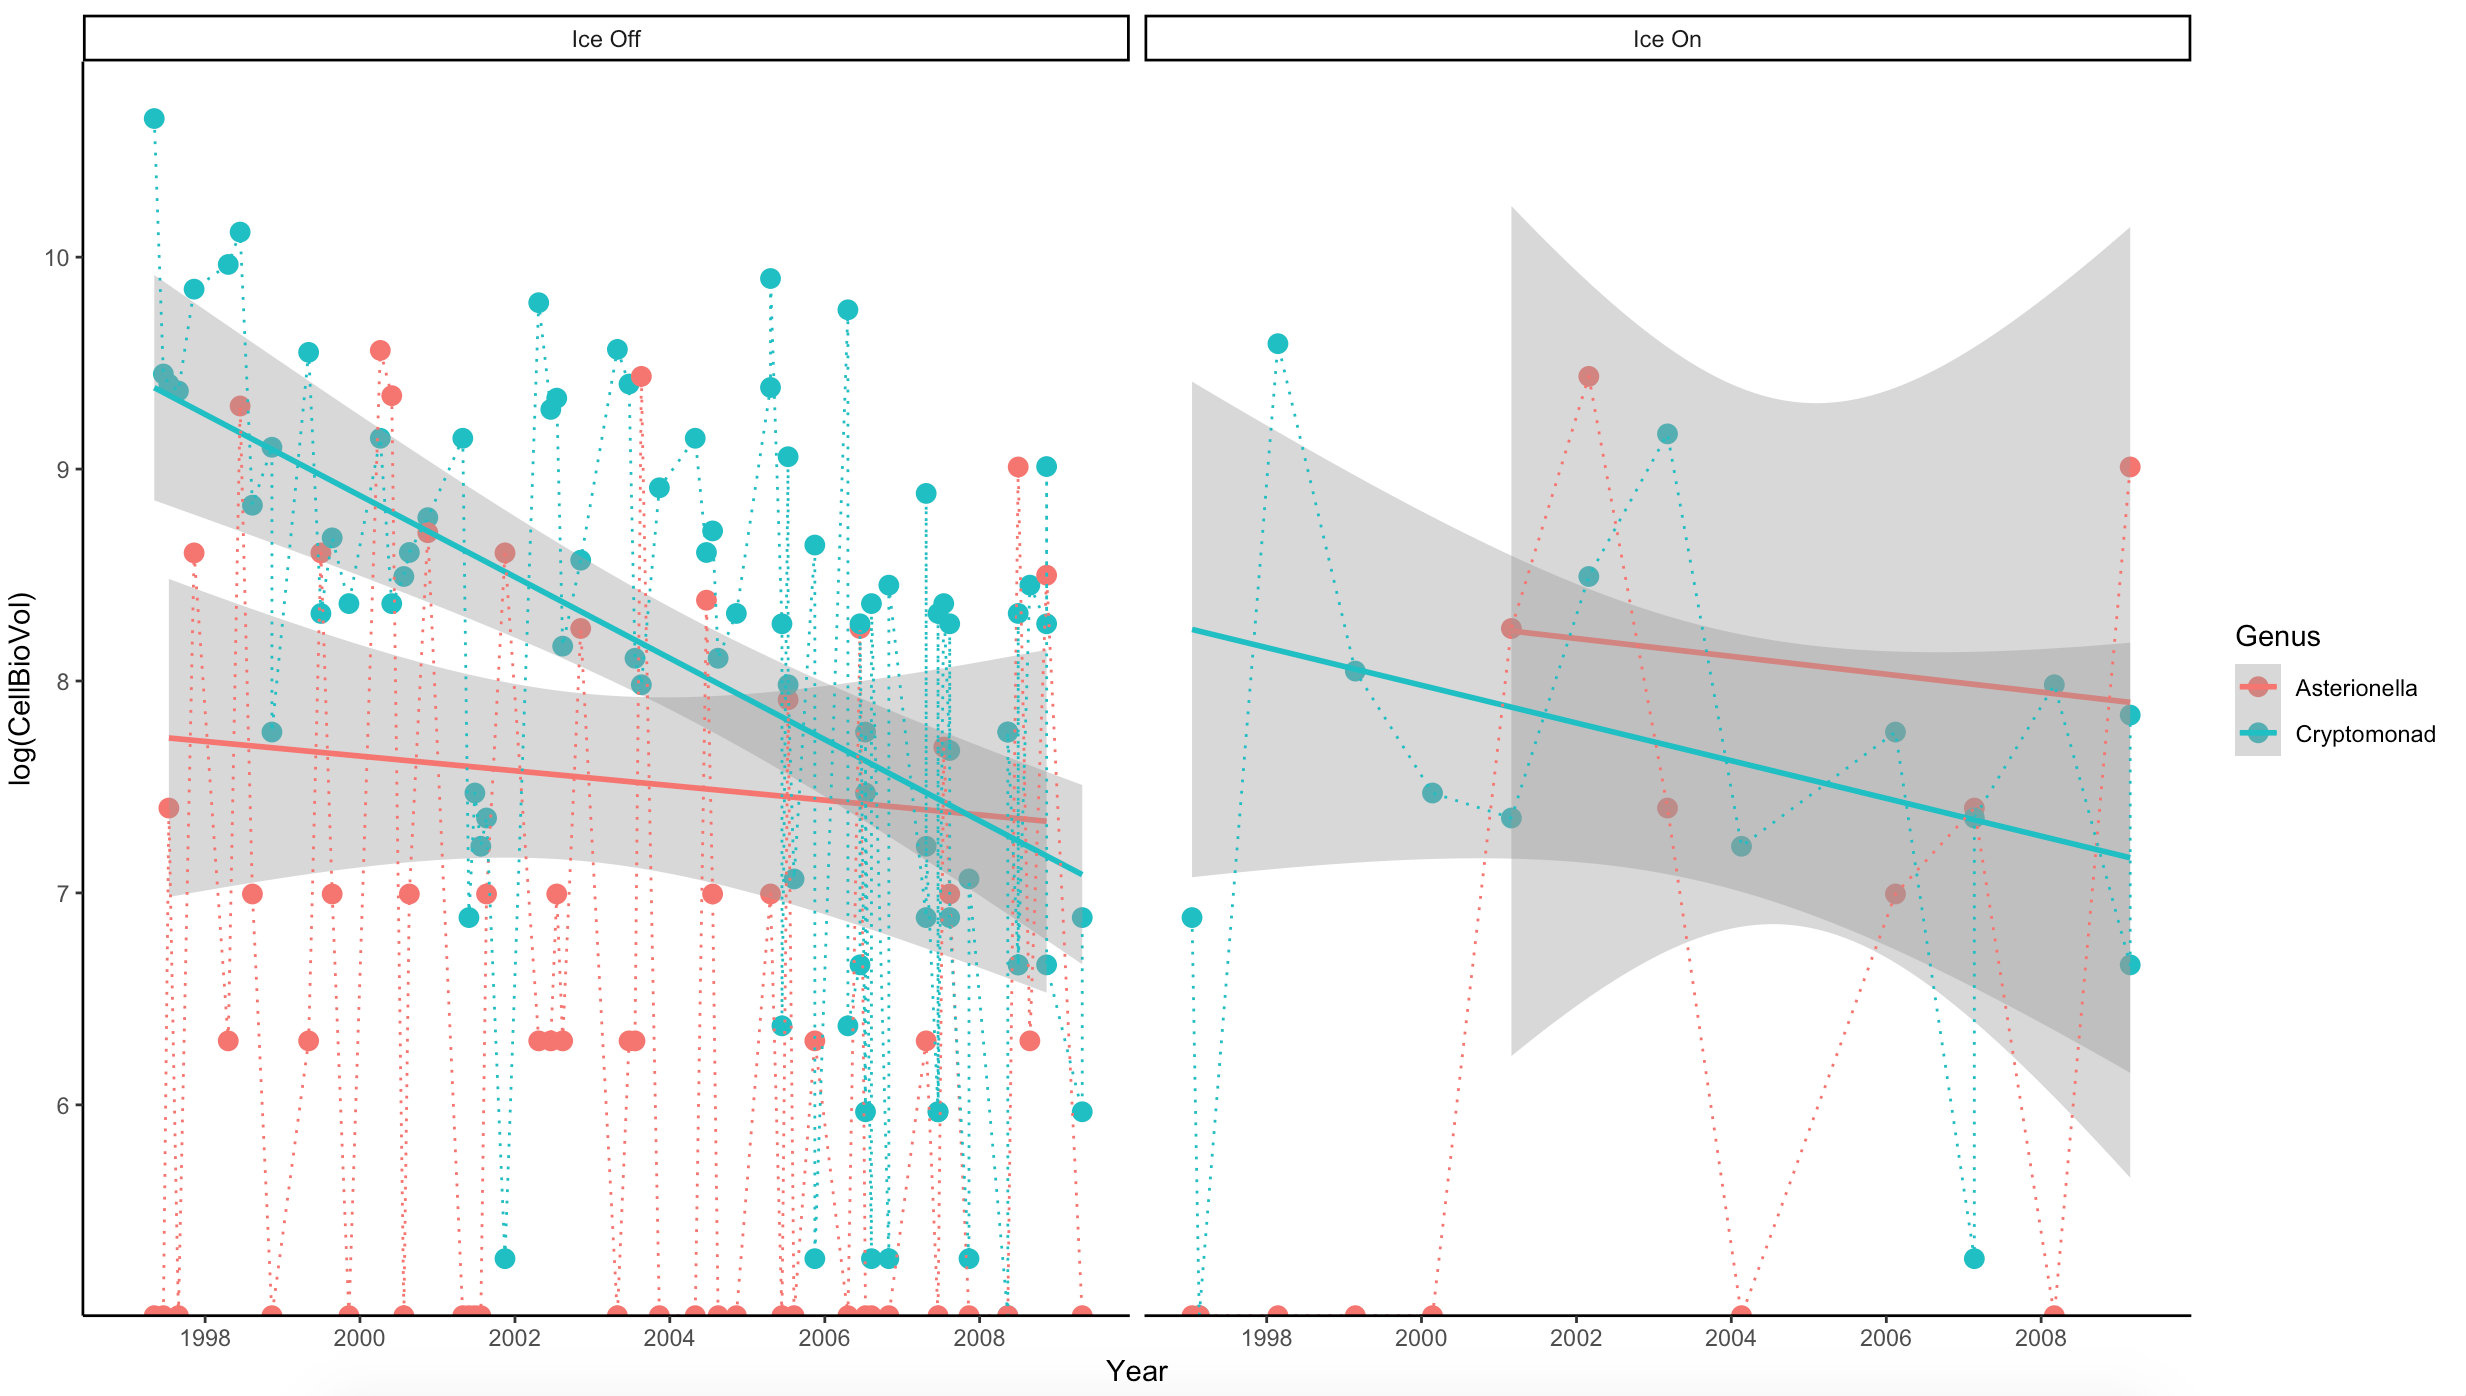 Ice Off
Ice On
log(CellBioVol)
10
9
8
7
6
1998 2000 2002 2004 2006 2008
1998 2000 2002 2004 2006 2008
Year
Genus
Asterionella
Cryptomonad